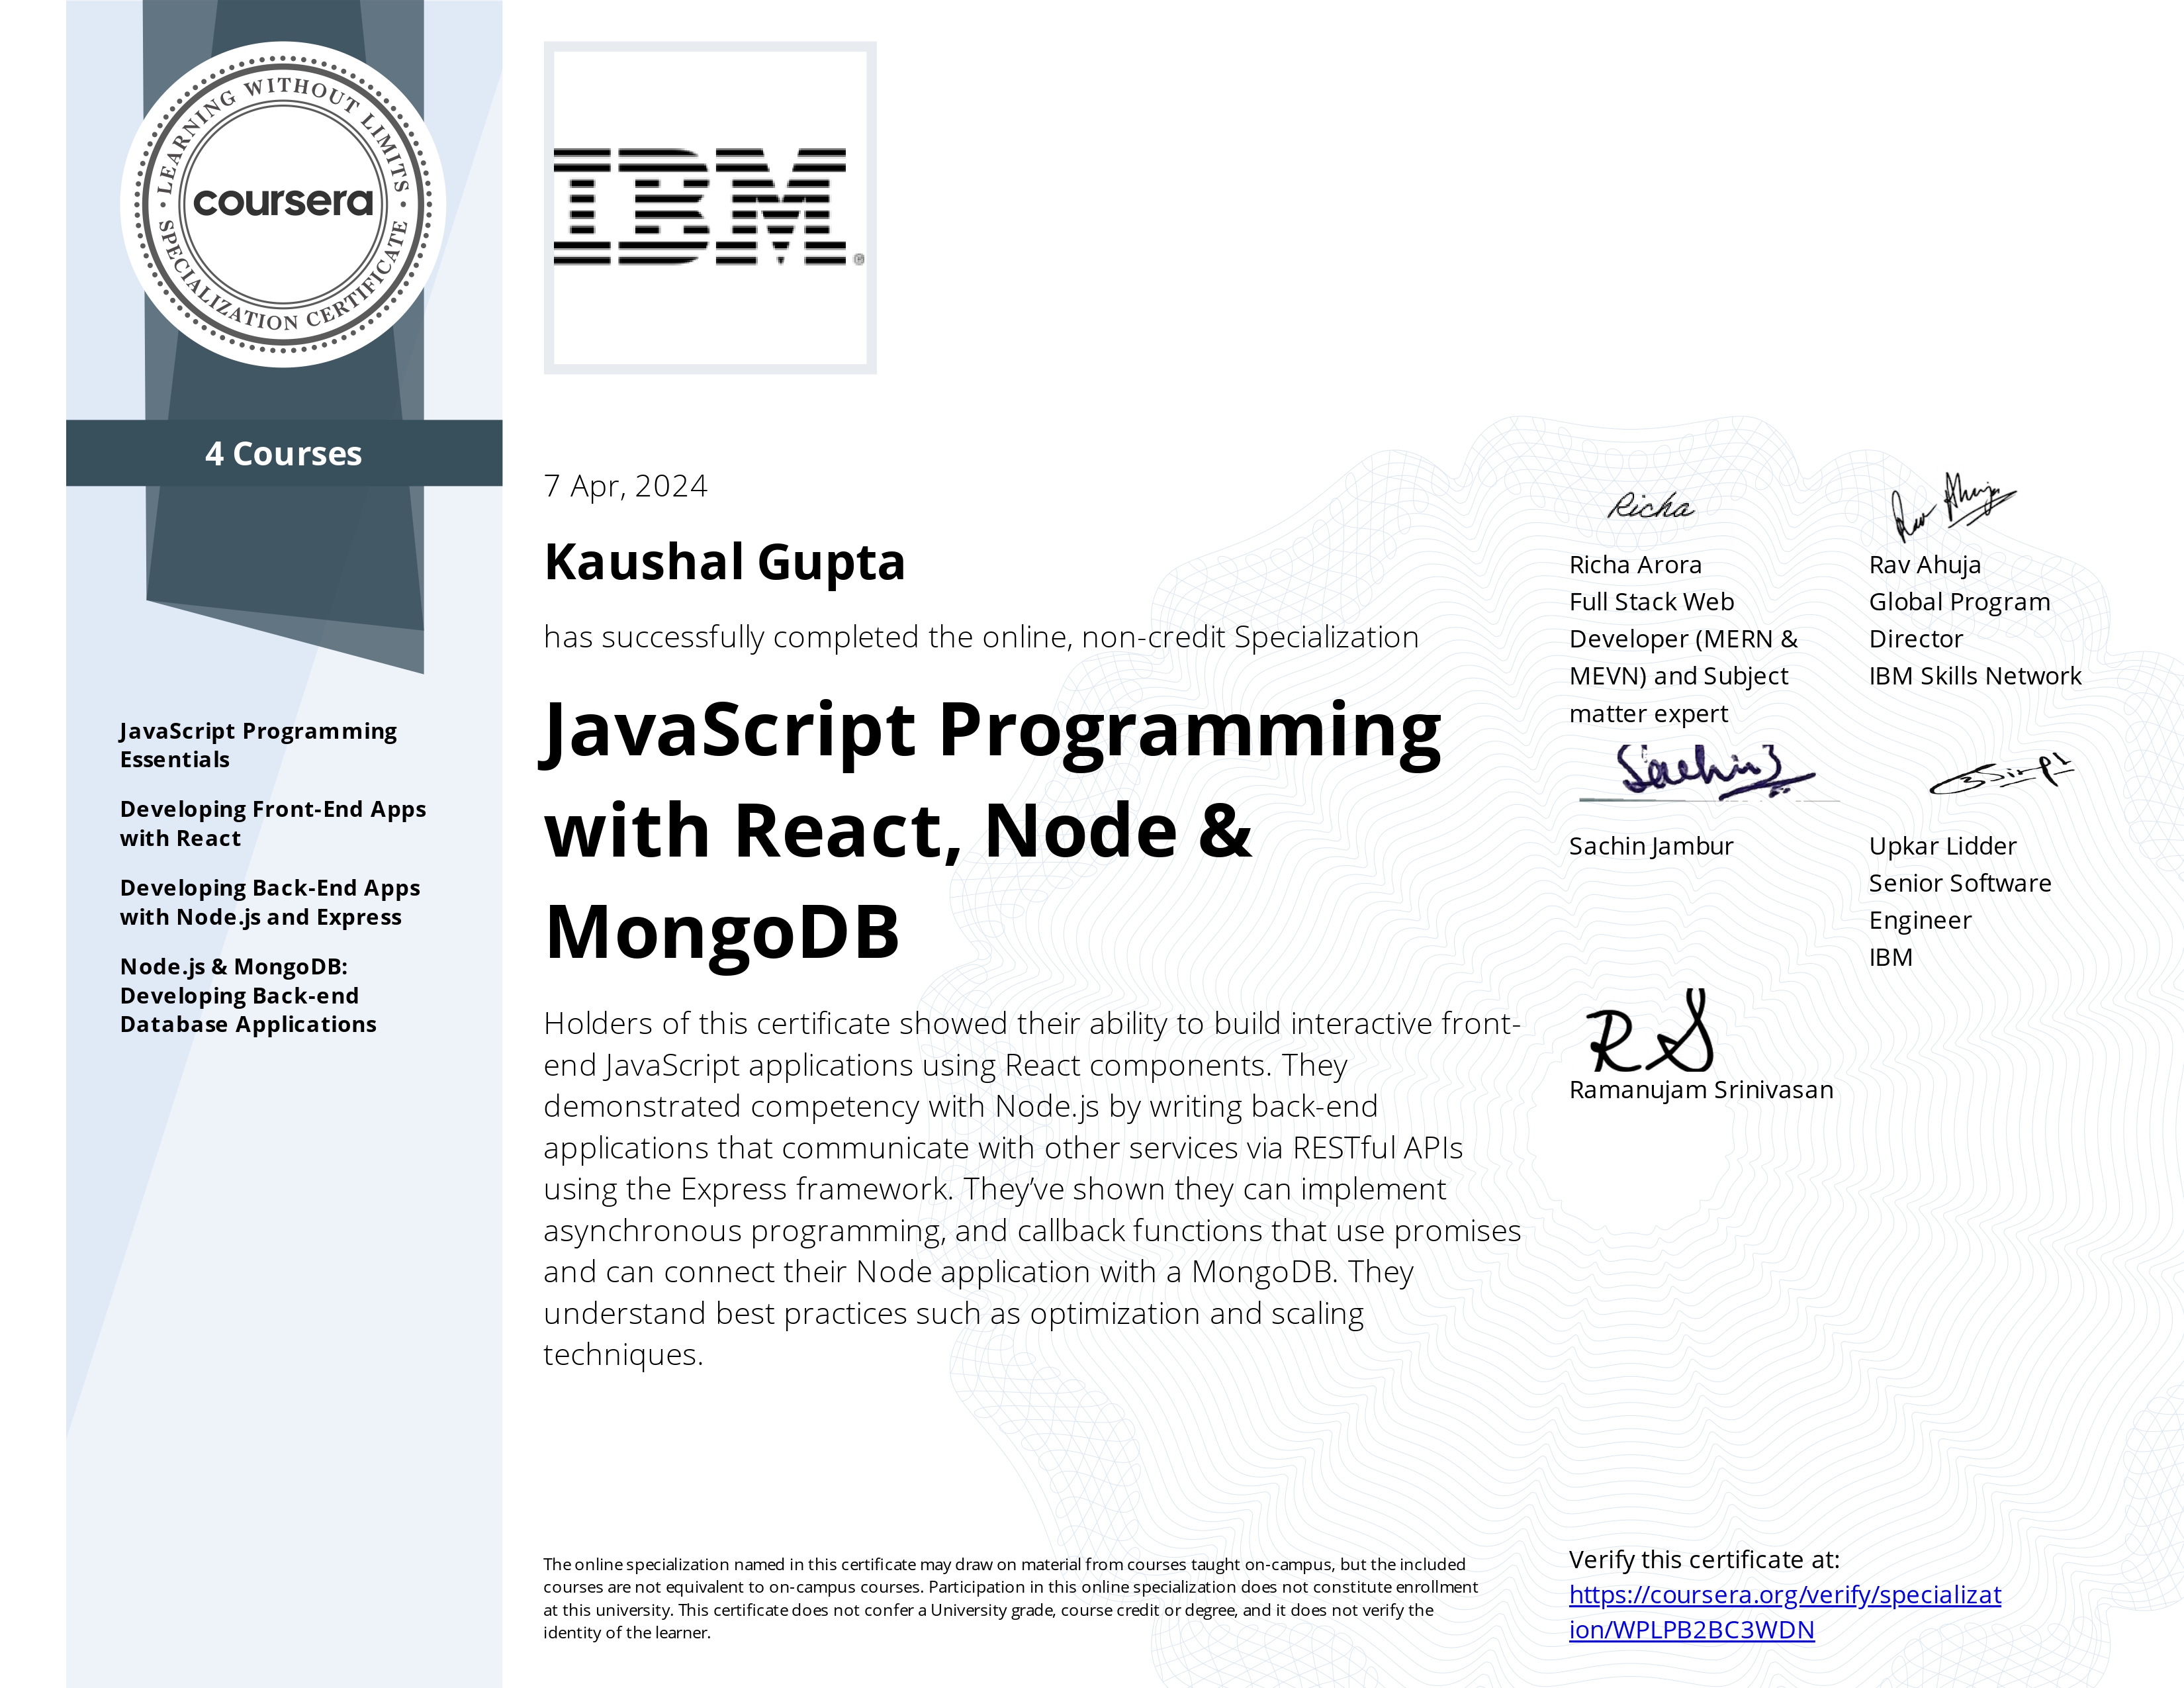 LEARNING WITHOUT LIMITS
coursera
SPECIALIZATION CERTIFICATE
4 Courses
JavaScript Programming
Essentials
Developing Front-End Apps
with React
Developing Back-End Apps
with Node.js and Express
Node.js & MongoDB:
Developing Back-end
Database Applications
IBM®
7 Apr, 2024
Kaushal Gupta
has successfully completed the online, non-credit Specialization
JavaScript Programming
with React, Node &
MongoDB
Holders of this certificate showed their ability to build interactive front-
end JavaScript applications using React components. They
demonstrated competency with Node.js by writing back-end
applications that communicate with other services via RESTful APIs
using the Express framework. They’ve shown they can implement
asynchronous programming, and callback functions that use promises
and can connect their Node application with a MongoDB. They
understand best practices such as optimization and scaling
techniques.
The online specialization named in this certificate may draw on material from courses taught on-campus, but the included
courses are not equivalent to on-campus courses. Participation in this online specialization does not constitute enrollment
at this university. This certificate does not confer a University grade, course credit or degree, and it does not verify the
identity of the learner.
Richa
Richa Arora
Full Stack Web
Developer (MERN &
MEVN) and Subject
matter expert
Rav Ahuja
Rav Ahuja
Global Program
Director
IBM Skills Network
Sachin J
Sachin Jambur
Upkar Lidder
Senior Software
Engineer
IBM
RS
Ramanujam Srinivasan
Verify this certificate at:
https://coursera.org/verify/specializat
ion/WPLPB2BC3WDN